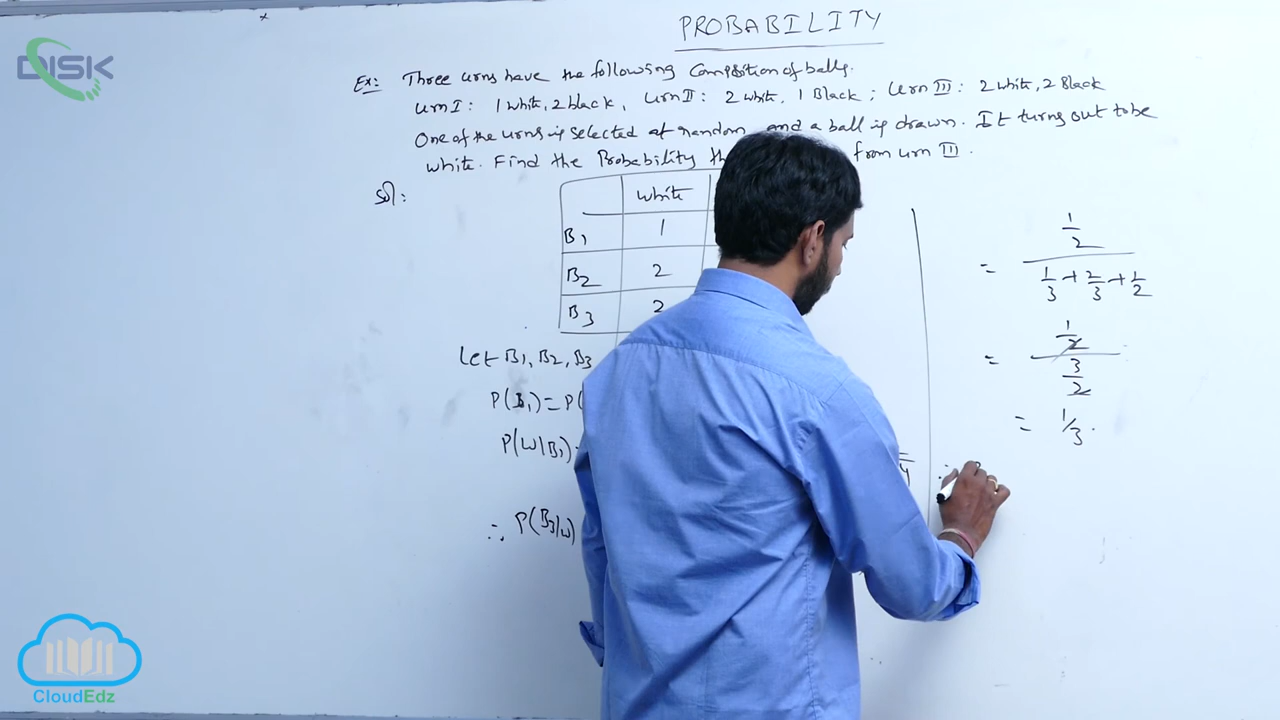 PROBABILITY
DISK
Ex: Three urns have the following Composition of balls.
Urn I: 1 white, 2 black, Urn II: 2 white, 1 Black; Urn III: 2 white, 2 Black
One of the urns is selected at random and a ball is drawn. It turns out to be
white. Find the Probability from urn III.
Sol:
white
B1 1
B2 2
B3 2
Let B1, B2, B3
P(B1)=P(
P(W/B1)=
∴ P(B3/W)
= 1/2 / (1/3 + 2/3 + 1/2)
= 1/2 / 3/2
= 1/3.
CloudEdz